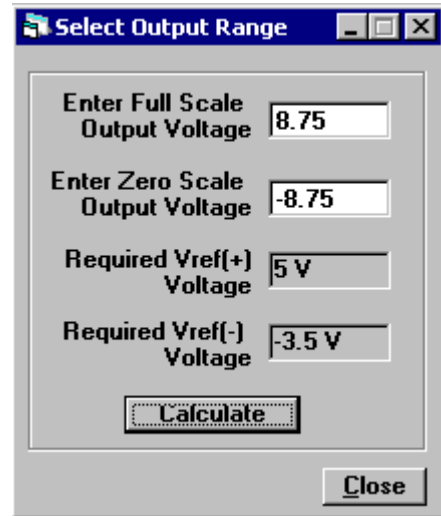 Select Output Range
Enter Full Scale
Output Voltage
8.75
Enter Zero Scale
Output Voltage
-8.75
Required Vref(+)
Voltage
5 V
Required Vref(-)
Voltage
-3.5 V
Calculate
Close